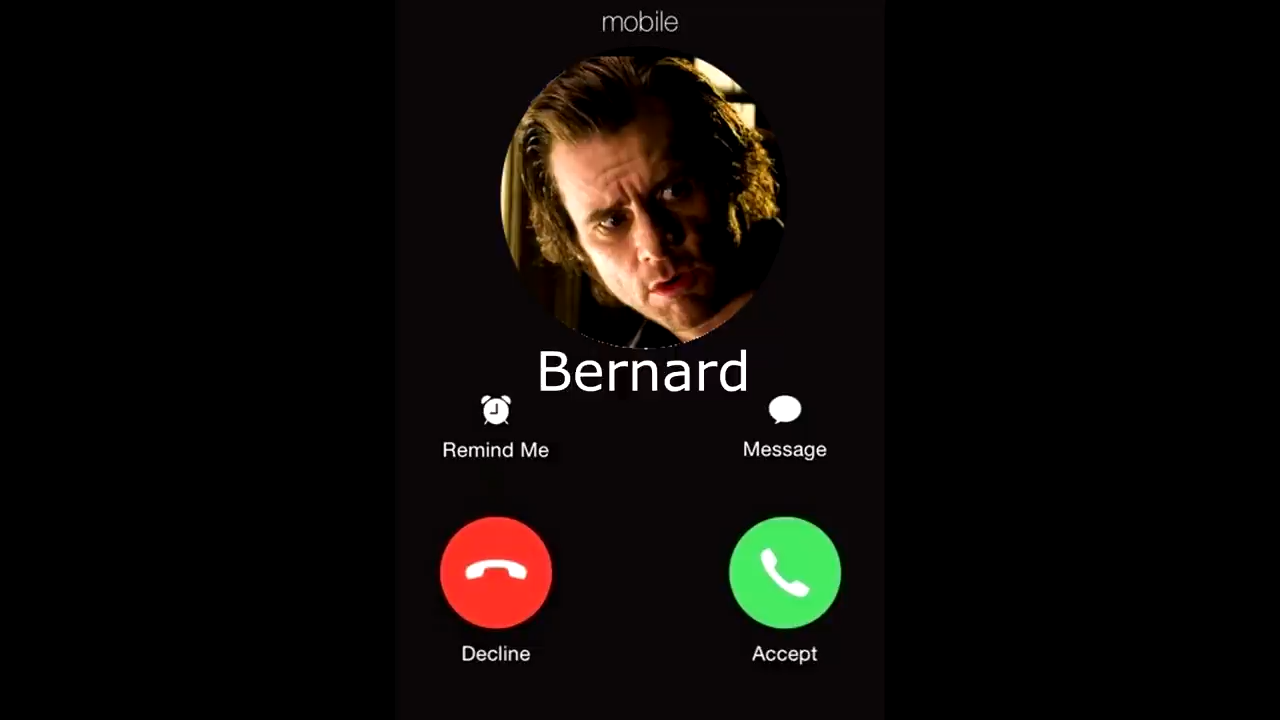 mobile
Bernard
Remind Me
Message
Decline
Accept